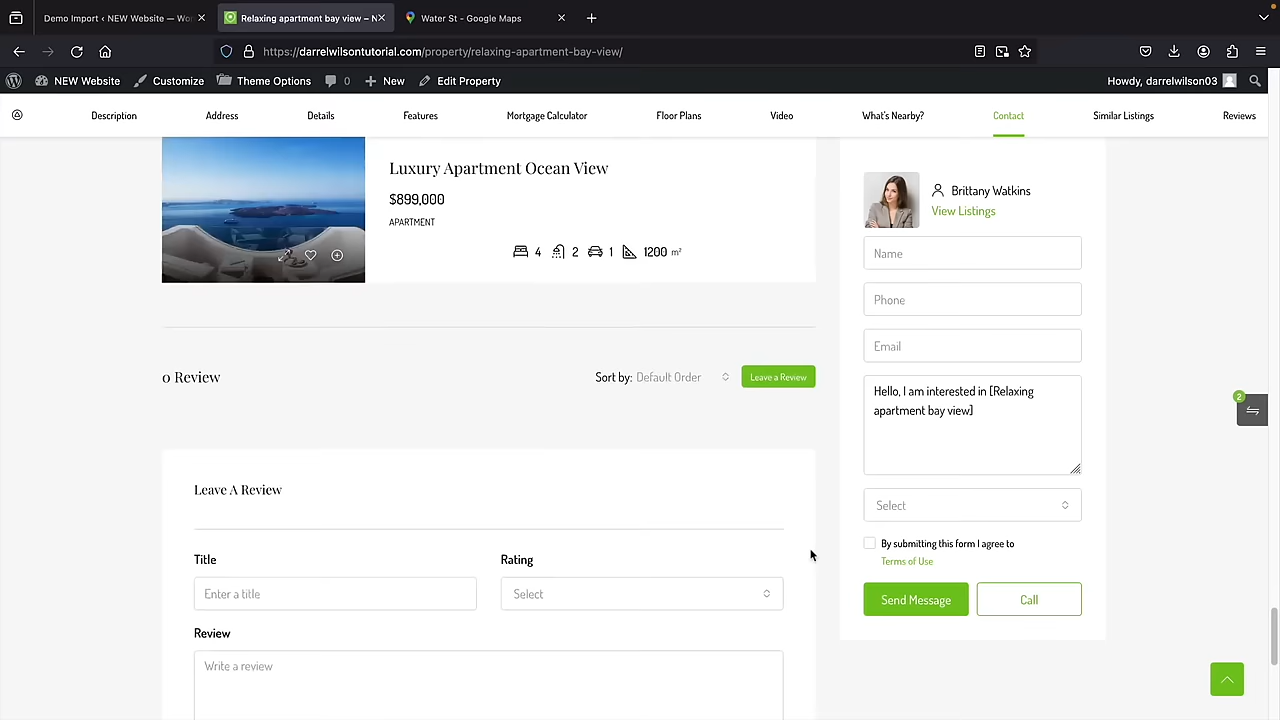 Demo Import ‹ NEW Website — Wo
Relaxing apartment bay view – N
Water St - Google Maps
https://darrelwilsontutorial.com/property/relaxing-apartment-bay-view/
NEW Website
Customize
Theme Options
0
New
Edit Property
Howdy, darrelwilson03
Description
Address
Details
Features
Mortgage Calculator
Floor Plans
Video
What's Nearby?
Contact
Similar Listings
Reviews
Luxury Apartment Ocean View
$899,000
APARTMENT
4
2
1
1200 m²
Brittany Watkins
View Listings
Name
Phone
Email
Hello, I am interested in [Relaxing
apartment bay view]
Select
By submitting this form I agree to
Terms of Use
Send Message
Call
0 Review
Sort by: Default Order
Leave a Review
2
Leave A Review
Title
Rating
Enter a title
Select
Review
Write a review